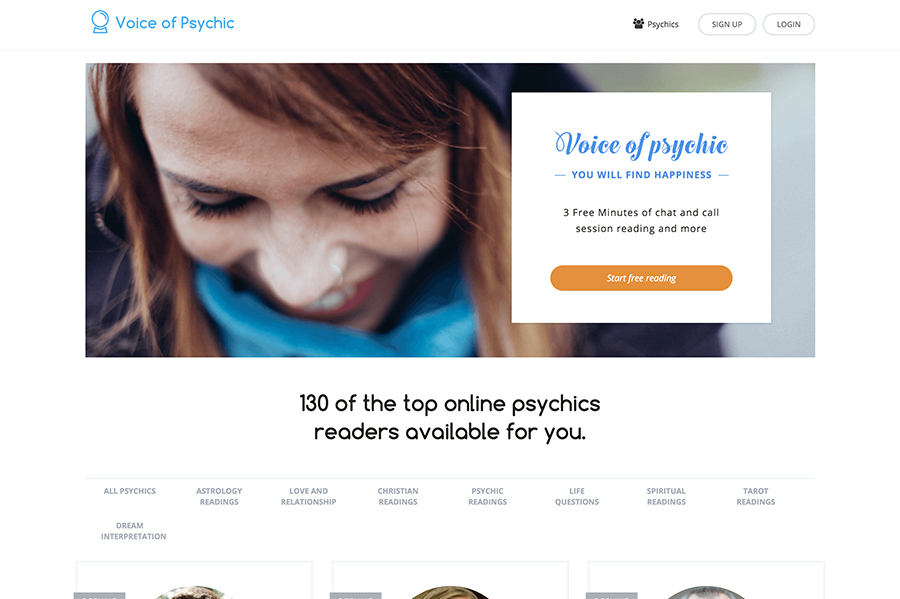 Voice of Psychic
Psychics
SIGN UP
LOGIN
Voice of psychic
YOU WILL FIND HAPPINESS
3 Free Minutes of chat and call
session reading and more
Start free reading
130 of the top online psychics
readers available for you.
ALL PSYCHICS
ASTROLOGY
READINGS
LOVE AND
RELATIONSHIP
CHRISTIAN
READINGS
PSYCHIC
READINGS
LIFE
QUESTIONS
SPIRITUAL
READINGS
TAROT
READINGS
DREAM
INTERPRETATION